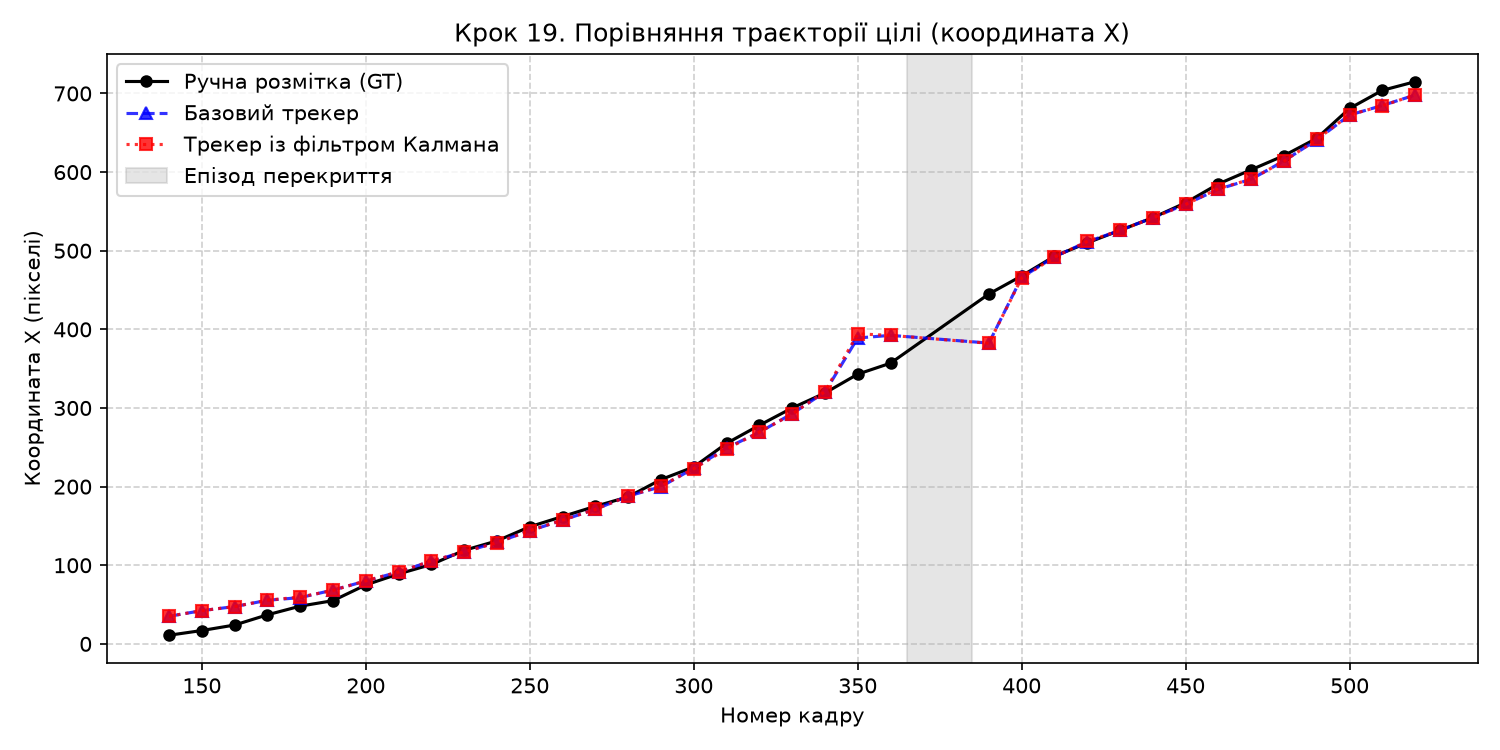 Крок 19. Порівняння траєкторії цілі (координата X)
Ручна розмітка (GT)
Базовий трекер
Трекер із фільтром Калмана
Епізод перекриття
Координата X (пікселі)
700
600
500
400
300
200
100
0
150
200
250
300
350
400
450
500
Номер кадру